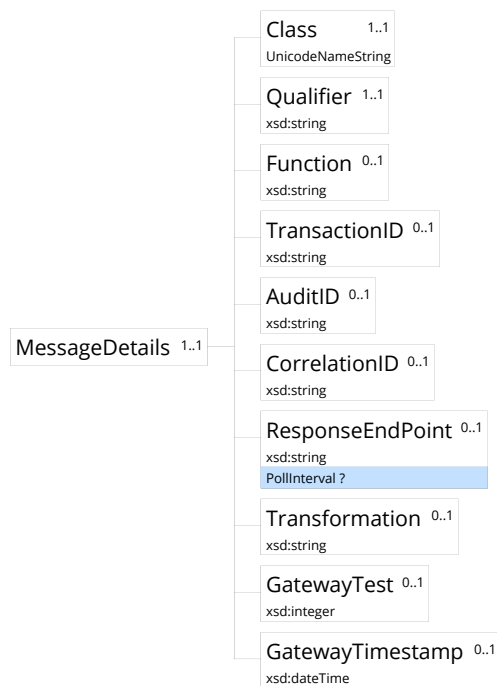 Class 1..1
UnicodeNameString
Qualifier 1..1
xsd:string
Function 0..1
xsd:string
TransactionID 0..1
xsd:string
AuditID 0..1
xsd:string
MessageDetails 1..1
CorrelationID 0..1
xsd:string
ResponseEndPoint 0..1
xsd:string
PollInterval ?
Transformation 0..1
xsd:string
GatewayTest 0..1
xsd:integer
GatewayTimestamp 0..1
xsd:dateTime